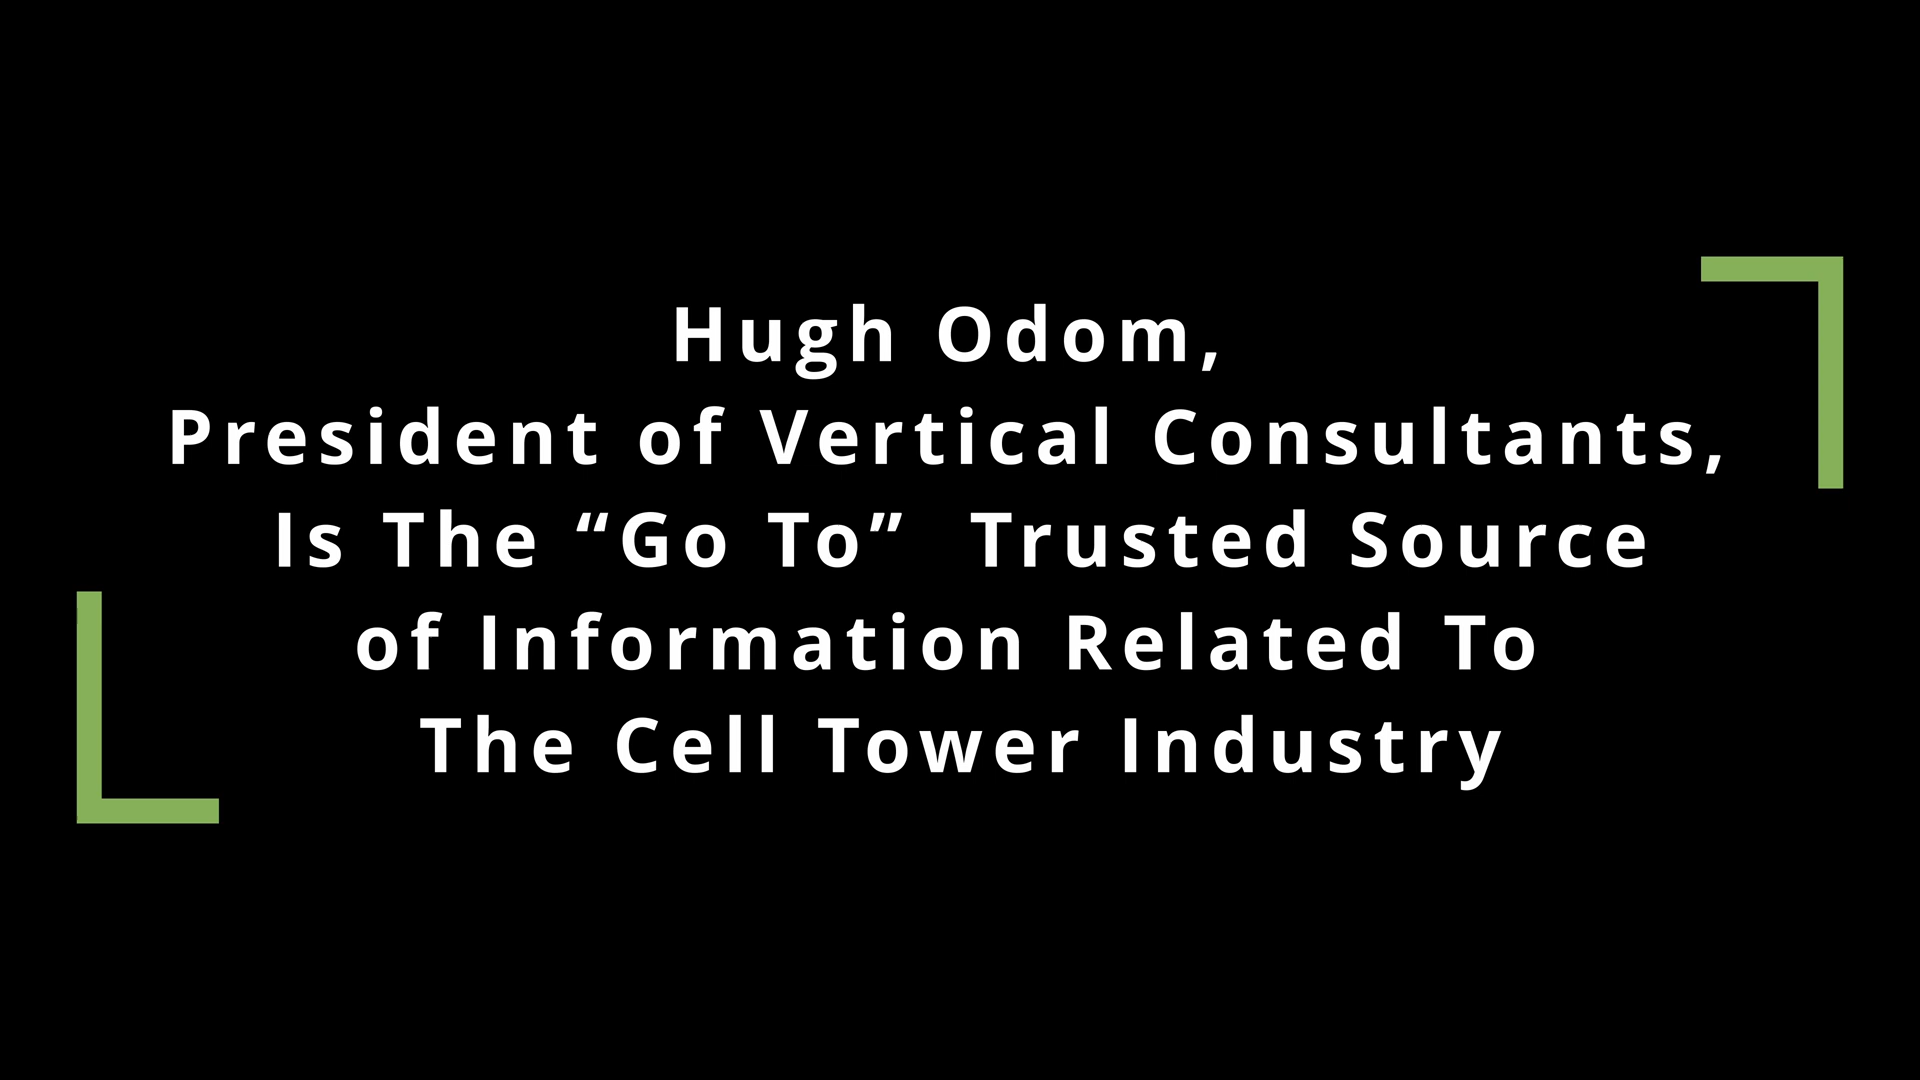 Hugh Odom,
President of Vertical Consultants,
Is The “Go To”  Trusted Source
of Information Related To
The Cell Tower Industry